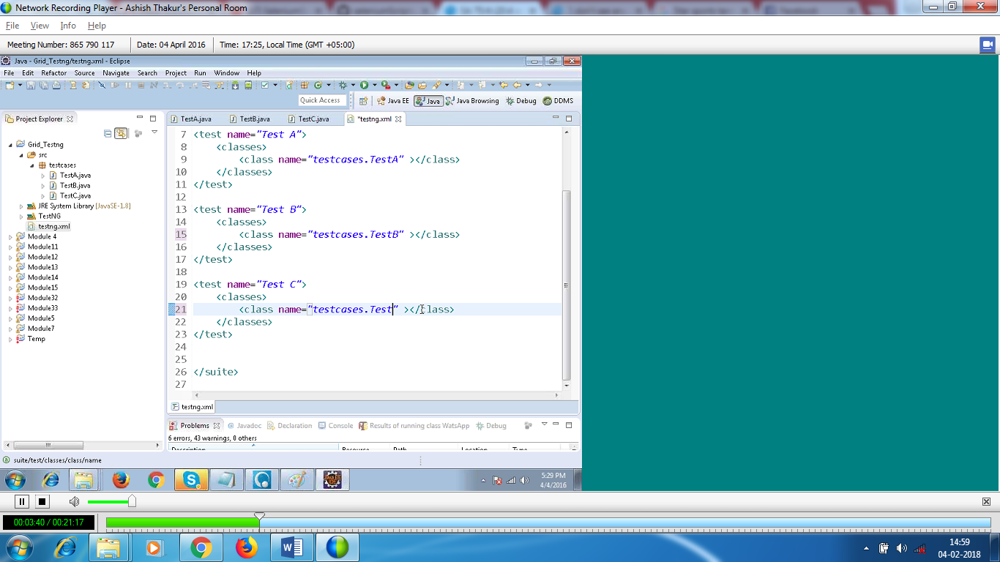 Network Recording Player - Ashish Thakur's Personal Room
File View Info Help
Meeting Number: 865 790 117 Date: 04 April 2016 Time: 17:25, Local Time (GMT +05:00)
Java - Grid_Testng/testng.xml - Eclipse
File Edit Refactor Source Navigate Search Project Run Window Help
Quick Access Java EE Java Java Browsing Debug DDMS
Project Explorer
Grid_Testng
src
testcases
TestA.java
TestB.java
TestC.java
JRE System Library [JavaSE-1.8]
TestNG
testng.xml
Module 4
Module11
Module12
Module13
Module14
Module15
Module32
Module33
Module5
Module7
Temp
TestA.java TestB.java TestC.java *testng.xml
7 <test name="Test A">
8 <classes>
9 <class name="testcases.TestA" ></class>
10 </classes>
11 </test>
12
13 <test name="Test B">
14 <classes>
15 <class name="testcases.TestB" ></class>
16 </classes>
17 </test>
18
19 <test name="Test C">
20 <classes>
21 <class name="testcases.Test" ></class>
22 </classes>
23 </test>
24
25
26 </suite>
27
testng.xml
Problems Javadoc Declaration Console Results of running class WatsApp Debug
6 errors, 43 warnings, 0 others
Description Resource Path Location Type
suite/test/classes/class/name
5:29 PM
4/4/2016
00:03:40 / 00:21:17
14:59
04-02-2018